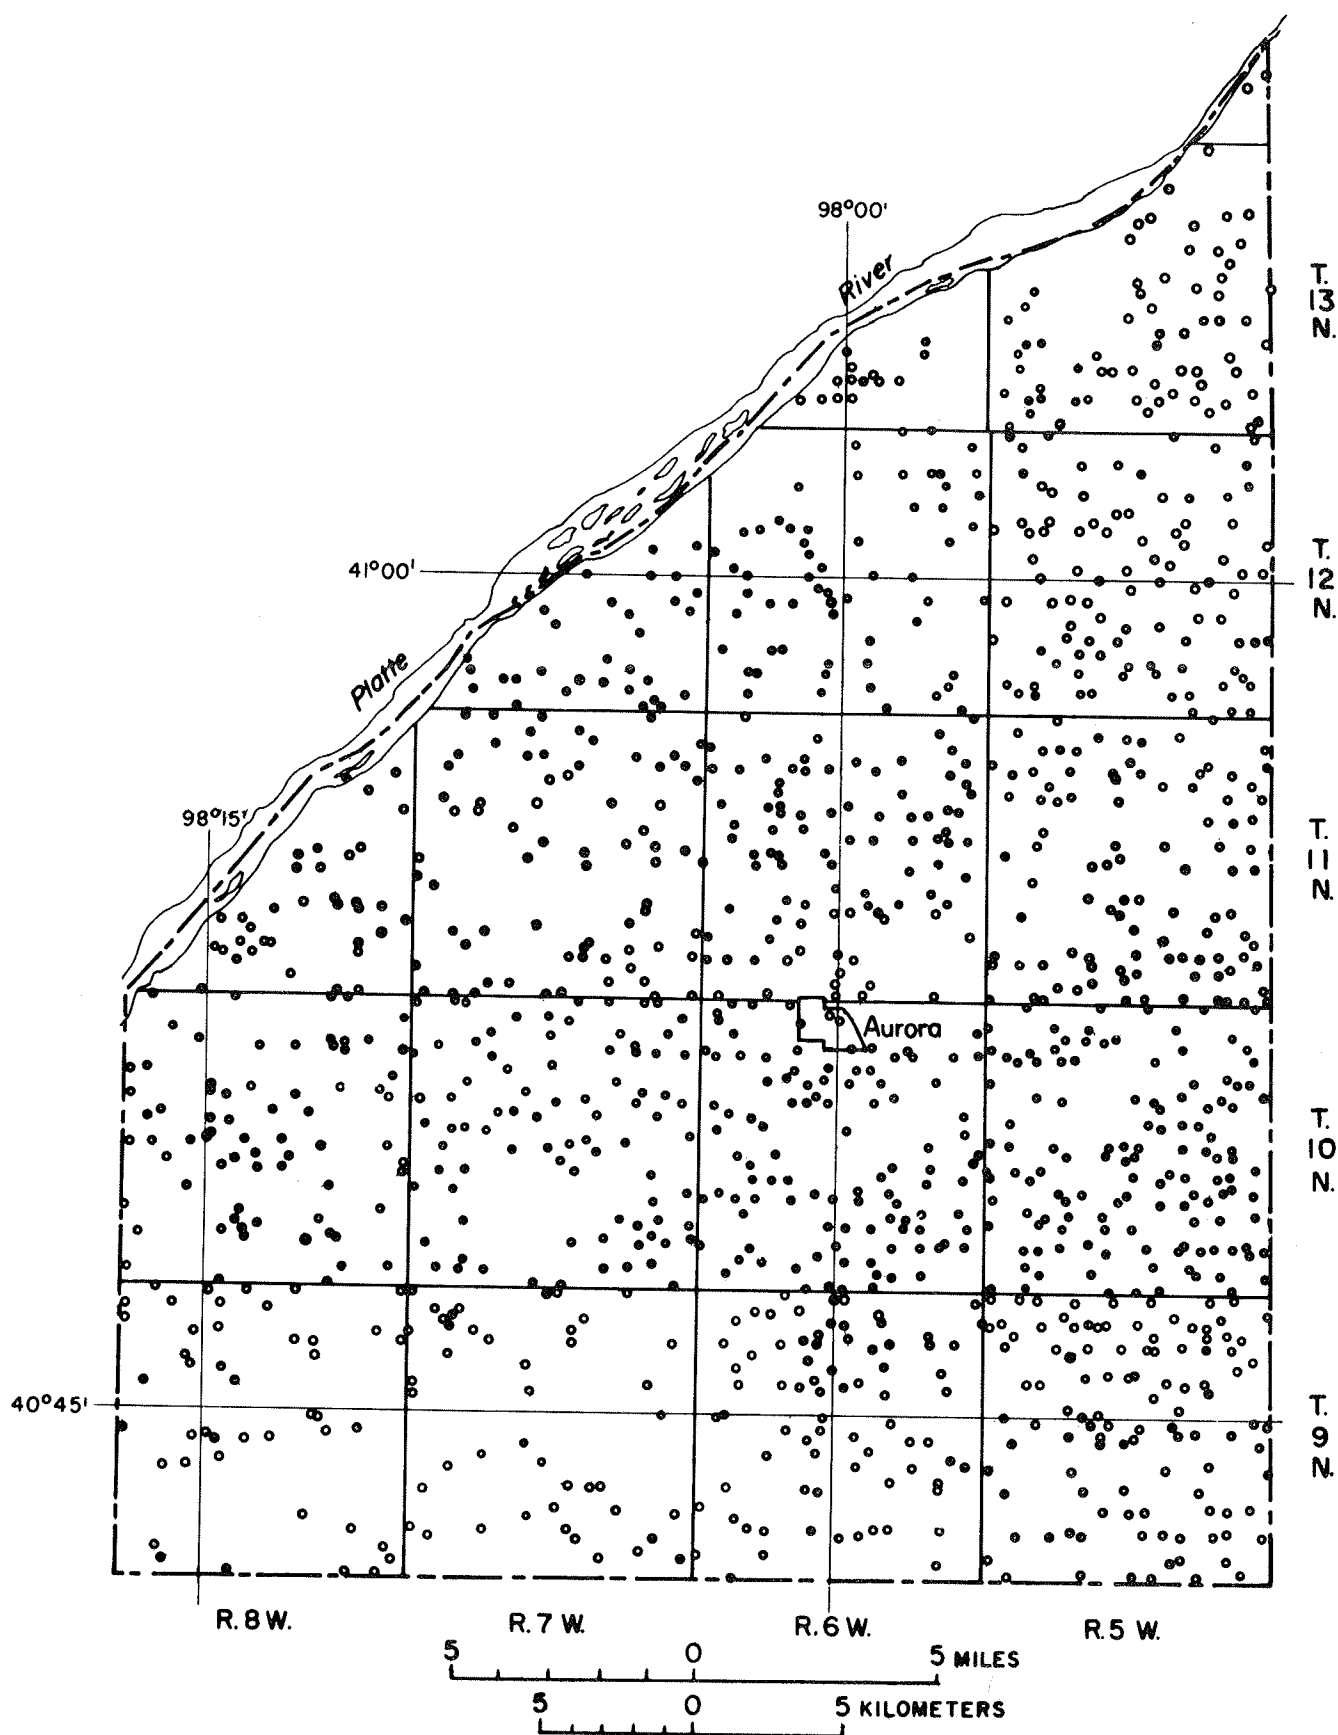 98°00'
River
T.
13
N.
41°00'
T.
12
N.
Platte
98°15'
T.
11
N.
Aurora
T.
10
N.
40°45'
T.
9
N.
R. 8 W.
R. 7 W.
R. 6 W.
R. 5 W.
5 0 5 MILES
5 0 5 KILOMETERS